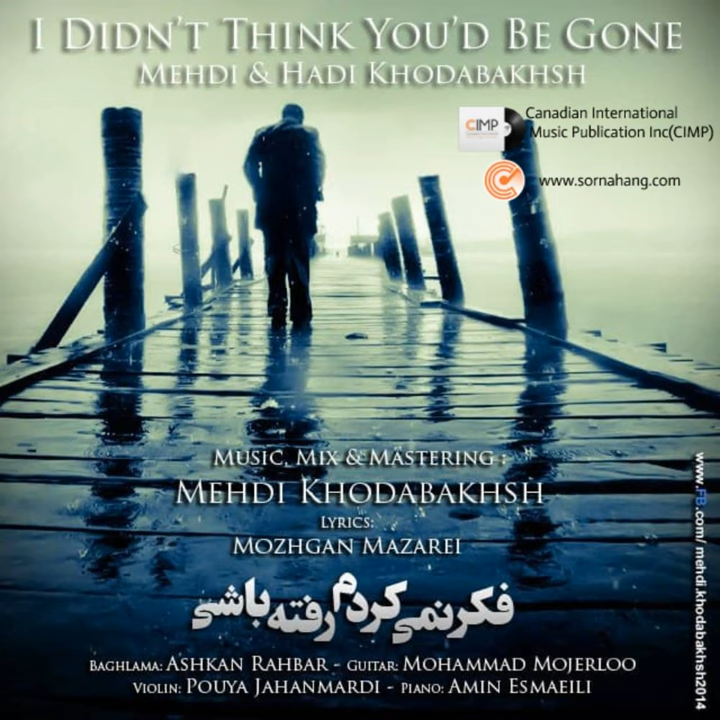 I Didn't Think You'd Be Gone
Mehdi & Hadi Khodabakhsh
CIMP
Canadian International
Music Publication Inc(CIMP)
www.sornahang.com
Music, Mix & Mastering :
Mehdi Khodabakhsh
Lyrics:
Mozhgan Mazarei
فکر نمی کردم رفته باشی
Baghlama: Ashkan Rahbar - Guitar: Mohammad Mojerloo
Violin: Pouya Jahanmardi - Piano: Amin Esmaeili
www.FB.com/ mehdi.khodabakhsh2014